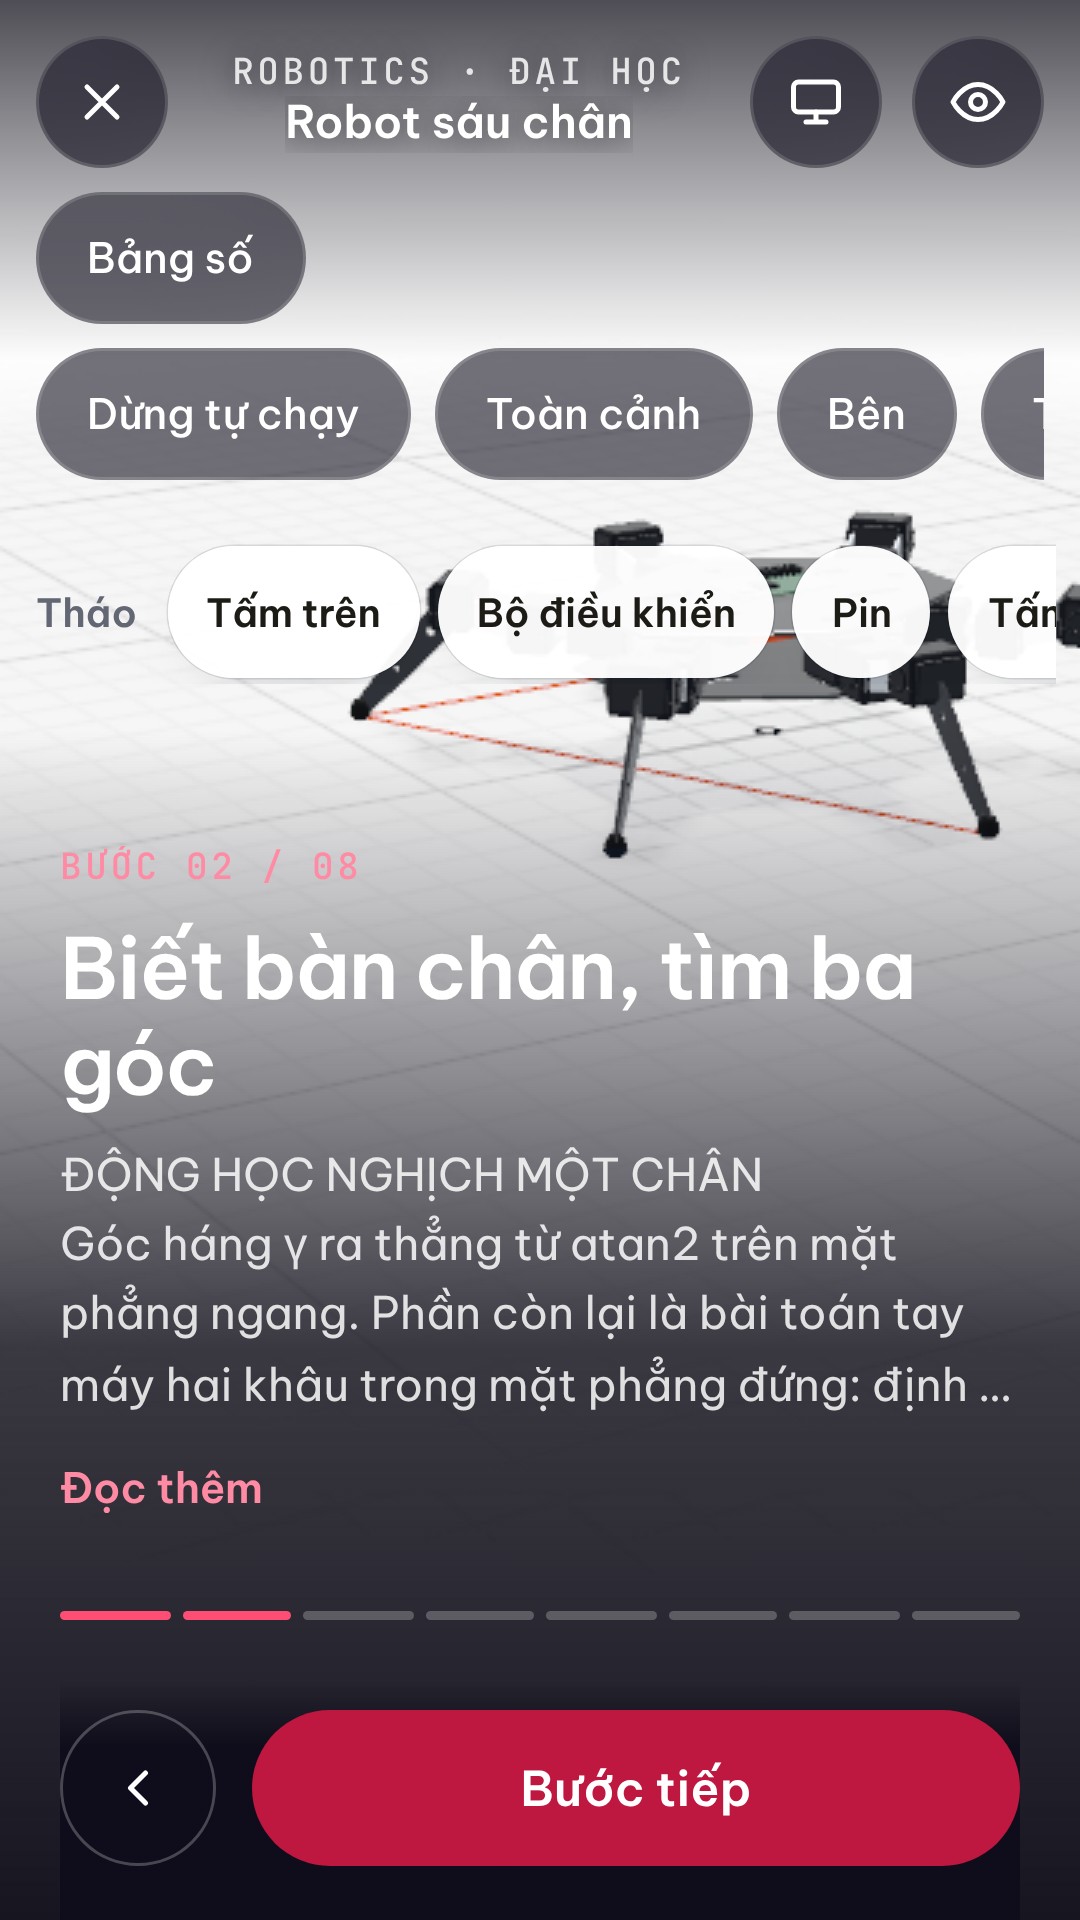 ROBOTICS · ĐẠI HỌC
Robot sáu chân
Bảng số
Dừng tự chạy
Toàn cảnh
Bên
Tháo
Tấm trên
Bộ điều khiển
Pin
BƯỚC 02 / 08
Biết bàn chân, tìm ba
góc
ĐỘNG HỌC NGHỊCH MỘT CHÂN
Góc háng γ ra thẳng từ atan2 trên mặt
phẳng ngang. Phần còn lại là bài toán tay
máy hai khâu trong mặt phẳng đứng: định ...
Đọc thêm
Bước tiếp